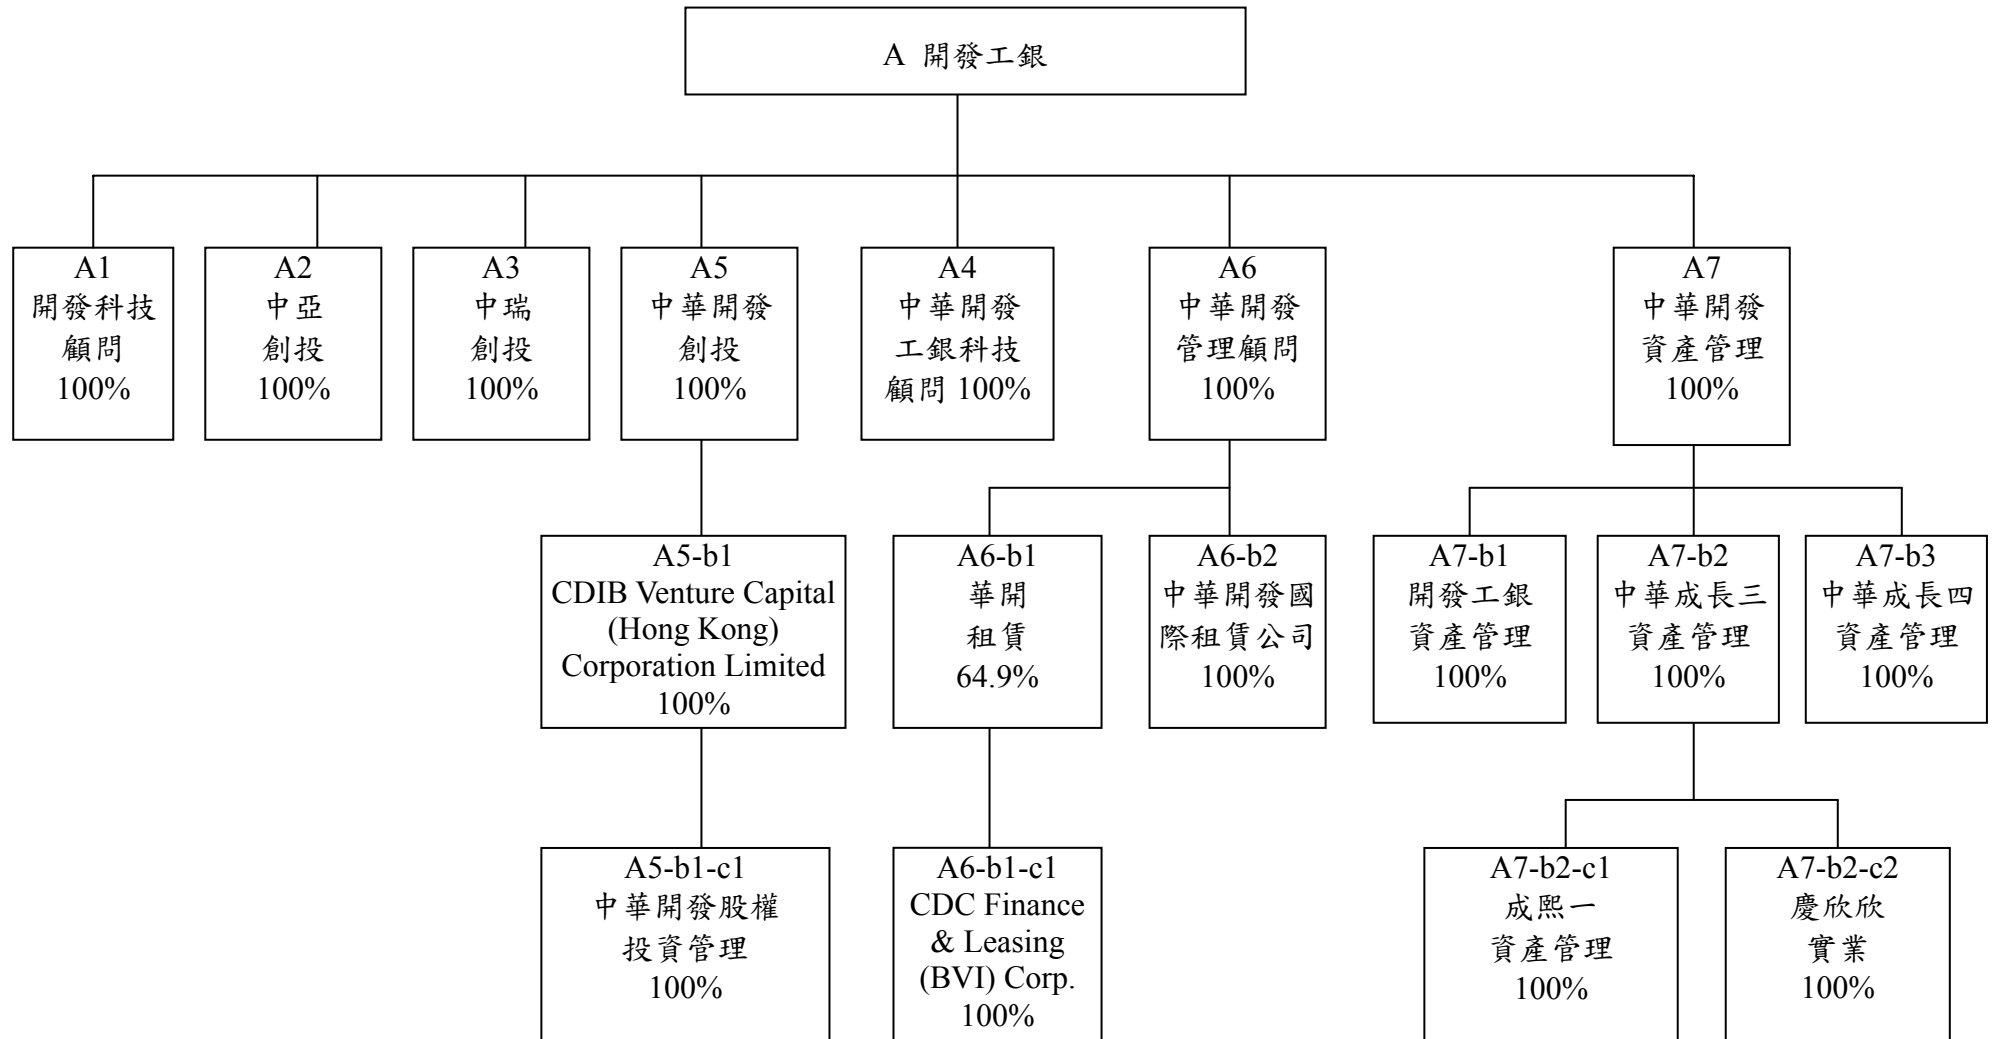 A 開發工銀
A1
開發科技
顧問
100%
A2
中亞
創投
100%
A3
中瑞
創投
100%
A5
中華開發
創投
100%
A4
中華開發
工銀科技
顧問 100%
A6
中華開發
管理顧問
100%
A7
中華開發
資產管理
100%
A5-b1
CDIB Venture Capital
(Hong Kong)
Corporation Limited
100%
A6-b1
華開
租賃
64.9%
A6-b2
中華開發國
際租賃公司
100%
A7-b1
開發工銀
資產管理
100%
A7-b2
中華成長三
資產管理
100%
A7-b3
中華成長四
資產管理
100%
A5-b1-c1
中華開發股權
投資管理
100%
A6-b1-c1
CDC Finance
& Leasing
(BVI) Corp.
100%
A7-b2-c1
成熙一
資產管理
100%
A7-b2-c2
慶欣欣
實業
100%